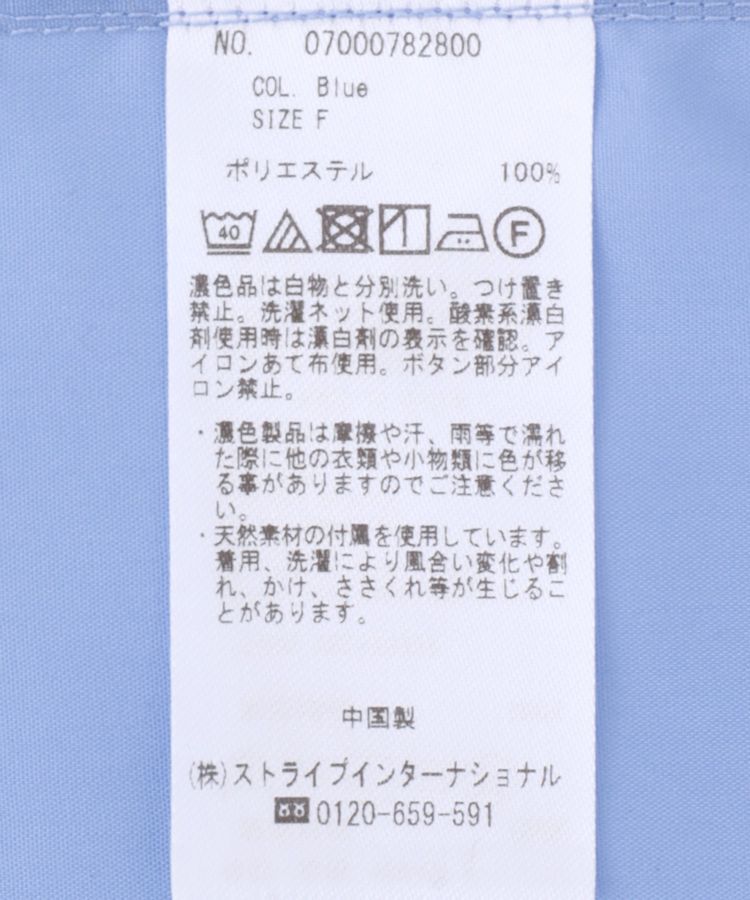 NO. 07000782800
COL. Blue
SIZE F
ポリエステル 100%
40 F
濃色品は白物と分別洗い。つけ置き
禁止。洗濯ネット使用。酸素系漂白
剤使用時は漂白剤の表示を確認。ア
イロンあて布使用。ボタン部分アイ
ロン禁止。
・濃色製品は摩擦や汗、雨等で濡れ
た際に他の衣類や小物類に色が移
る事がありますのでご注意くださ
い。
・天然素材の付属を使用しています。
着用、洗濯により風合い変化や割
れ、かけ、ささくれ等が生じるこ
とがあります。
中国製
(株)ストライプインターナショナル
0120-659-591